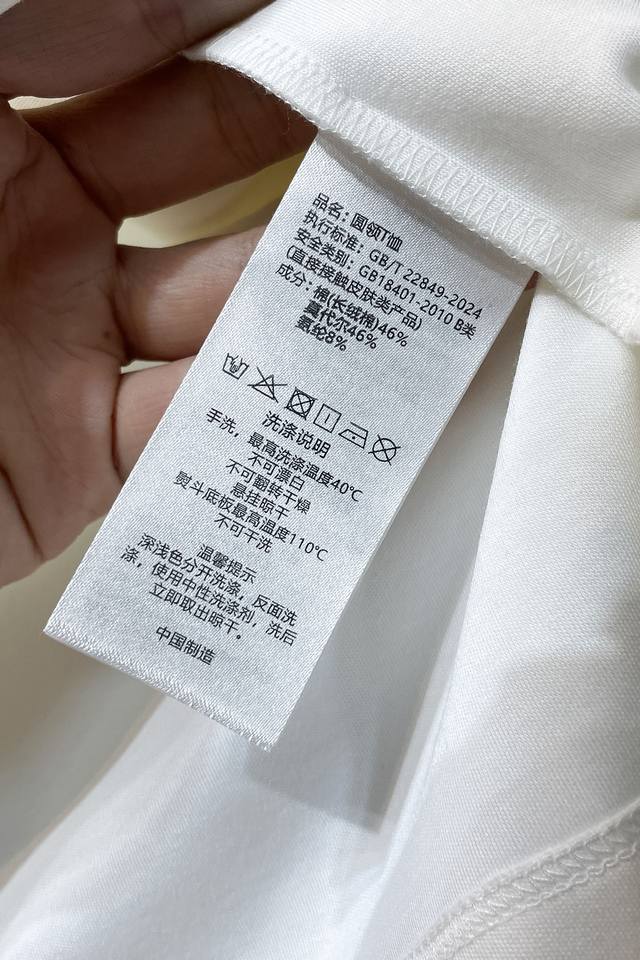 品名：圆领T恤
执行标准：GB/T 22849-2024
安全类别：GB18401-2010 B类
(直接接触皮肤类产品)
成分：棉(长绒棉)46%
莫代尔46%
氨纶8%
洗涤说明
手洗，最高洗涤温度40℃
不可漂白
不可翻转干燥
悬挂晾干
熨斗底板最高温度110℃
不可干洗
温馨提示
深浅色分开洗涤，反面洗
涤，使用中性洗涤剂，洗后
立即取出晾干。
中国制造